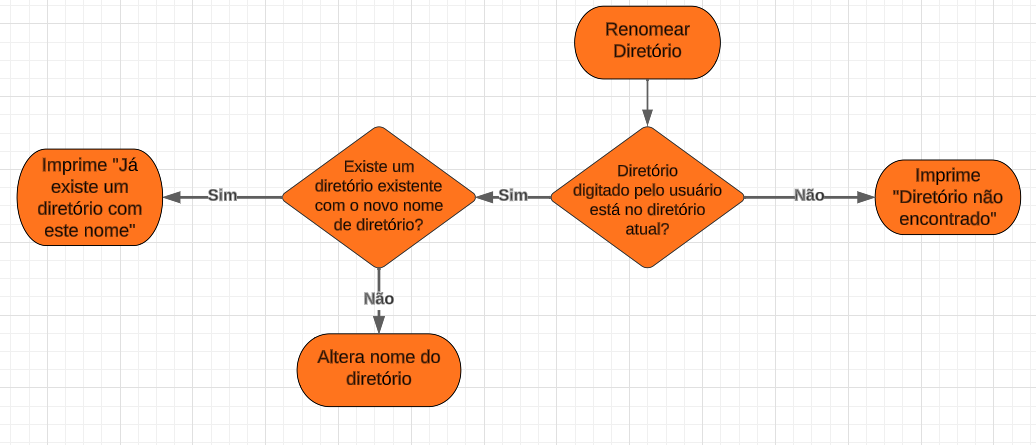 Renomear
Diretório
Imprime "Já
existe um
diretório com
este nome"
Sim
Existe um
diretório existente
com o novo nome
de diretório?
Sim
Diretório
digitado pelo usuário
está no diretório
atual?
Não
Imprime
"Diretório não
encontrado"
Não
Altera nome do
diretório